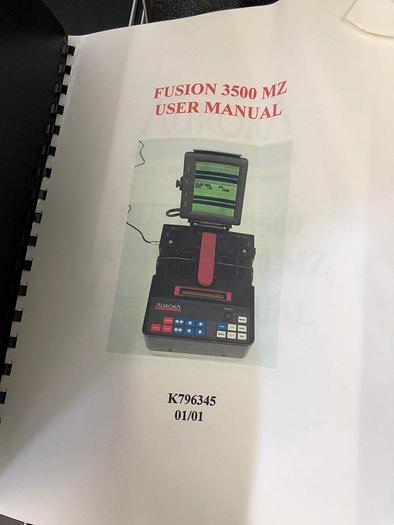 FUSION 3500 MZ
USER MANUAL
AURORA
K796345
01/01